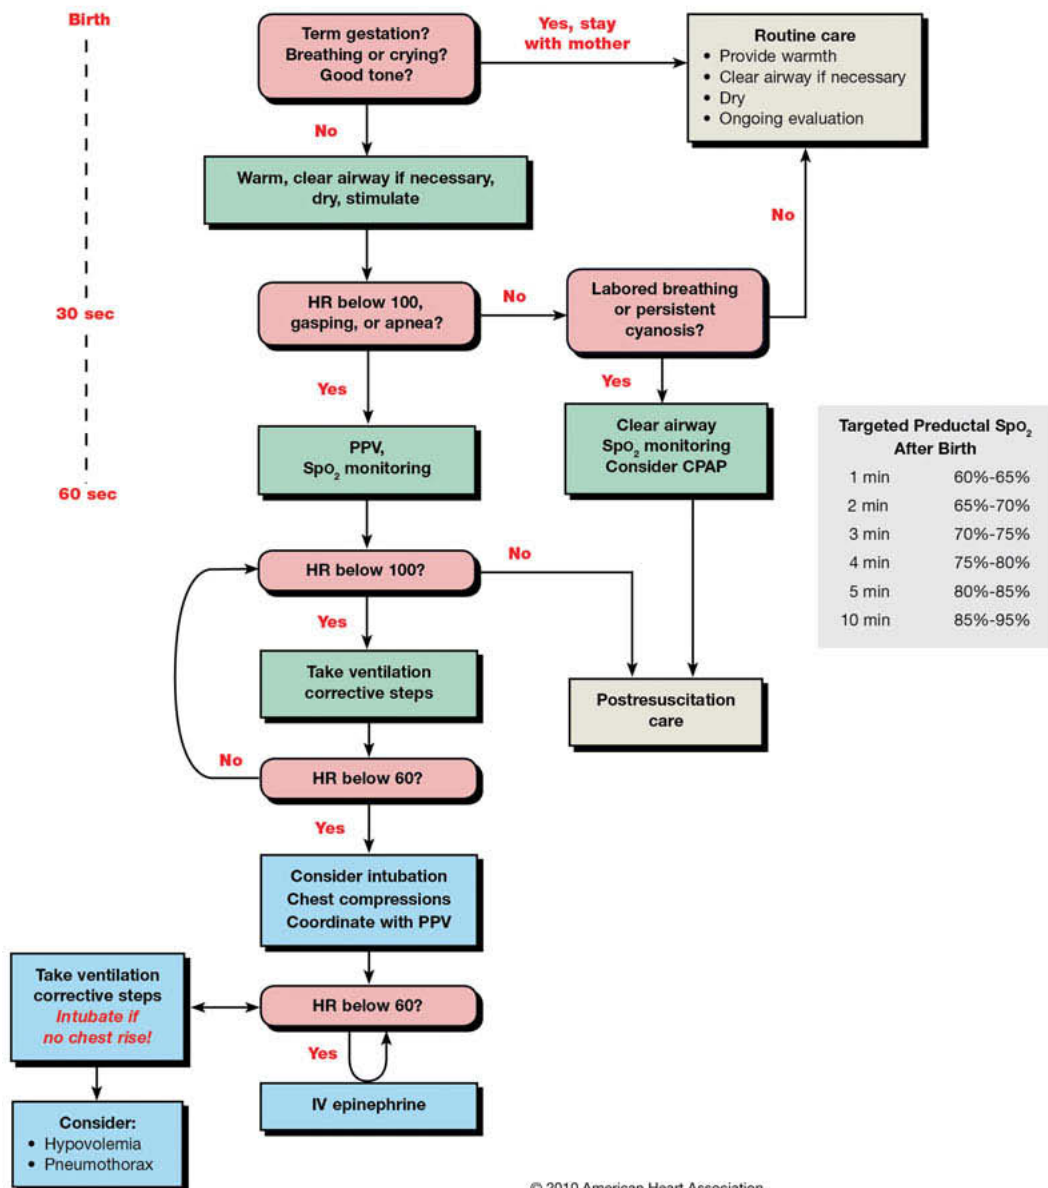 Birth
Term gestation?
Breathing or crying?
Good tone?
Yes, stay
with mother
Routine care
• Provide warmth
• Clear airway if necessary
• Dry
• Ongoing evaluation
No
Warm, clear airway if necessary,
dry, stimulate
No
30 sec
HR below 100,
gasping, or apnea?
No
Labored breathing
or persistent
cyanosis?
Yes
Yes
PPV,
SpO₂ monitoring
Clear airway
SpO₂ monitoring
Consider CPAP
60 sec
Targeted Preductal SpO₂
After Birth
1 min 60%-65%
2 min 65%-70%
3 min 70%-75%
4 min 75%-80%
5 min 80%-85%
10 min 85%-95%
HR below 100?
No
Yes
Take ventilation
corrective steps
Postresuscitation
care
No
HR below 60?
Yes
Consider intubation
Chest compressions
Coordinate with PPV
Take ventilation
corrective steps
Intubate if
no chest rise!
HR below 60?
Yes
IV epinephrine
Consider:
• Hypovolemia
• Pneumothorax
© 2010 American Heart Association